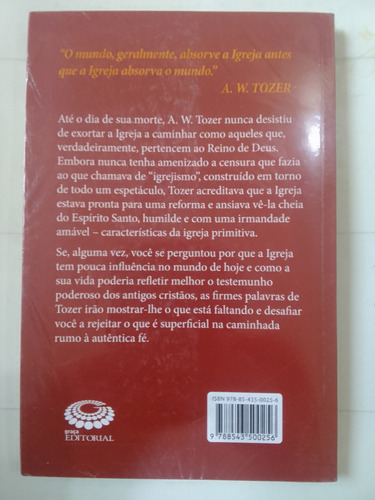 “O mundo, geralmente, absorve a Igreja antes
que a Igreja absorva o mundo.”
A. W. TOZER
Até o dia de sua morte, A. W. Tozer nunca desistiu
de exortar a Igreja a caminhar como aqueles que,
verdadeiramente, pertencem ao Reino de Deus.
Embora nunca tenha amenizado a censura que fazia
ao que chamava de “igrejismo”, construído em torno
de todo um espetáculo, Tozer acreditava que a Igreja
estava pronta para uma reforma e ansiava vê-la cheia
do Espírito Santo, humilde e com uma irmandade
amável – características da igreja primitiva.
Se, alguma vez, você se perguntou por que a Igreja
tem pouca influência no mundo de hoje e como a
sua vida poderia refletir melhor o testemunho
poderoso dos antigos cristãos, as firmes palavras de
Tozer irão mostrar-lhe o que está faltando e desafiar
você a rejeitar o que é superficial na caminhada
rumo à autêntica fé.
graça
EDITORIAL
ISBN 978-85-435-0025-6
9 788543 500256